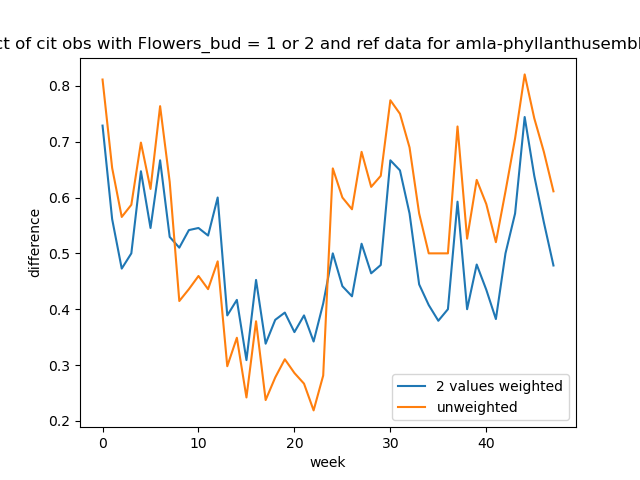 ct of cit obs with Flowers_bud = 1 or 2 and ref data for amla-phyllanthusembl
0.8
0.7
0.6
0.5
0.4
0.3
0.2
difference
2 values weighted
unweighted
0 10 20 30 40
week